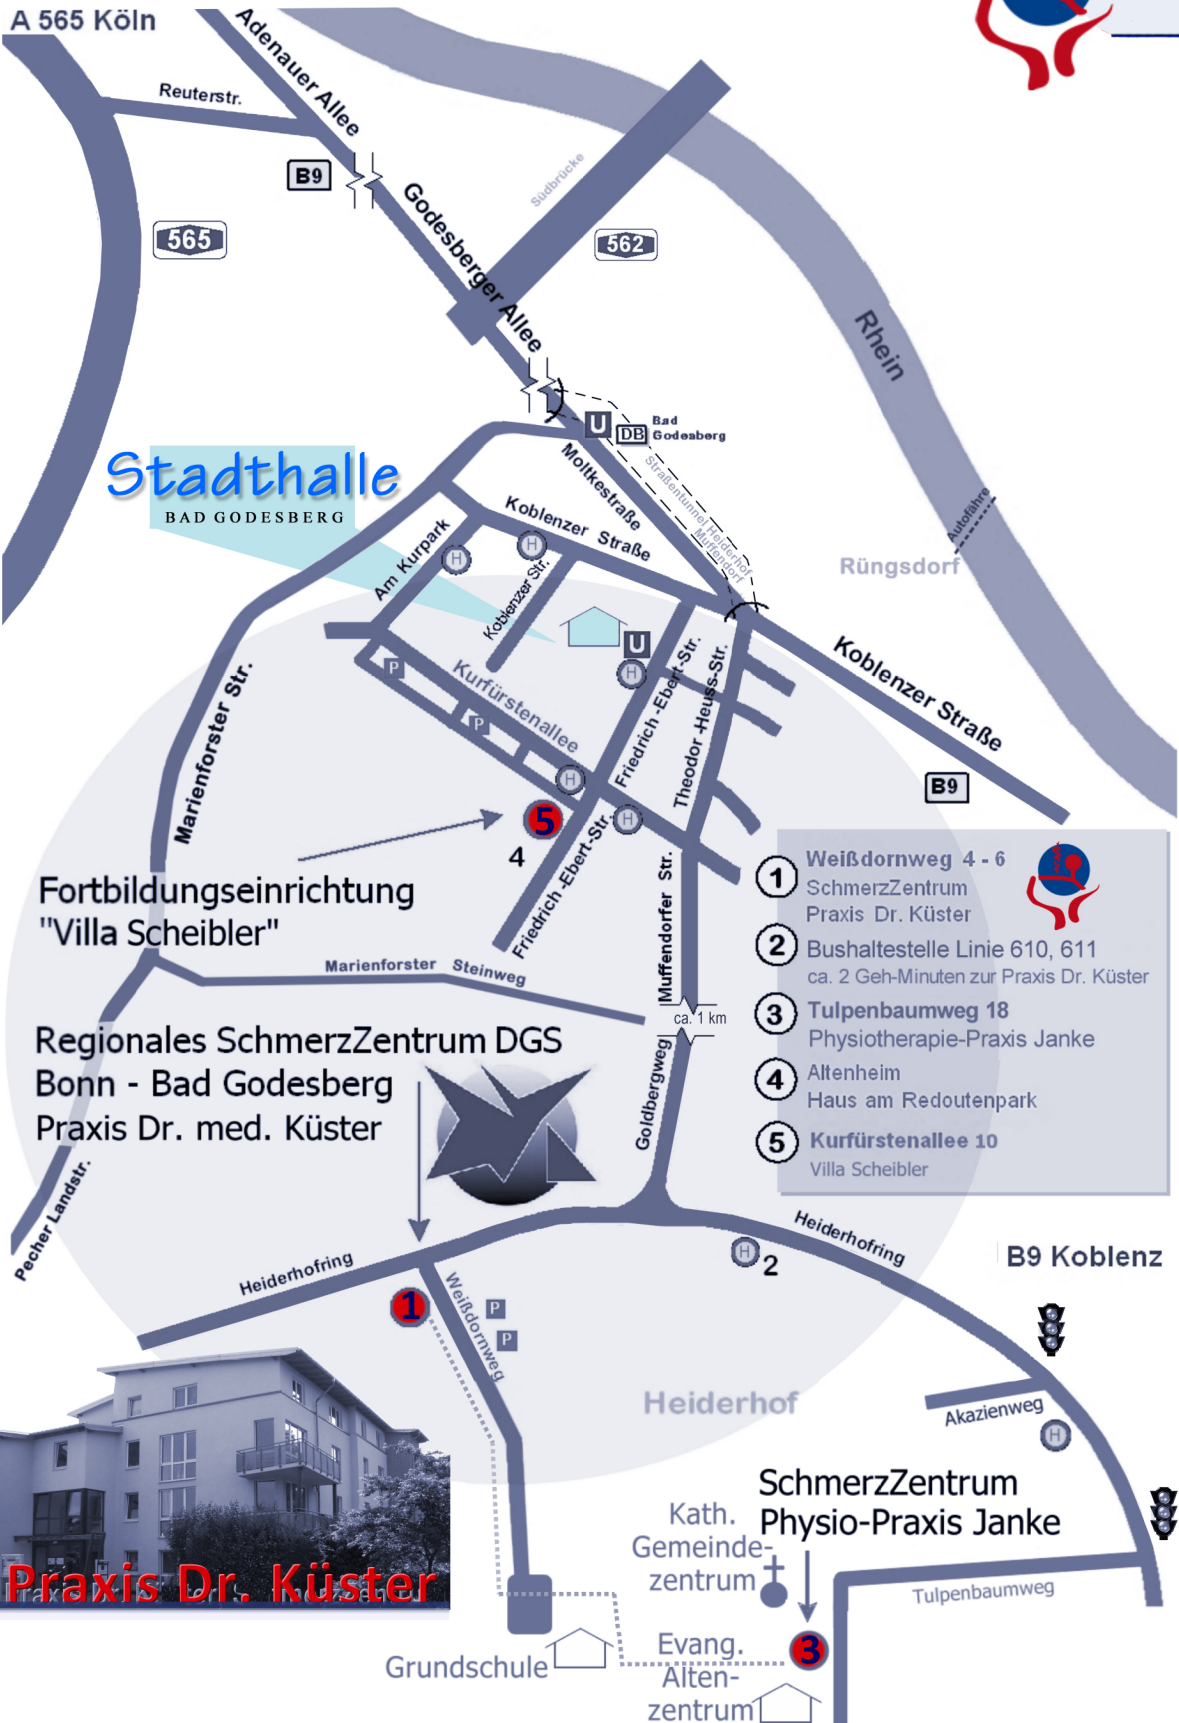 A 565 Köln
Adenauer Allee
Reuterstr.
B9
565
Godesberger Allee
Südbrücke
562
Rhein
U
DB
Bad
Godesberg
Stadthalle
BAD GODESBERG
Moltkestraße
Straßentunnel Heiderhof
Muffendorf
Autofähre
Rüngsdorf
Koblenzer Straße
Am Kurpark
H
H
Koblenzer Str.
U
H
P
Kurfürstenallee
P
Friedrich-Ebert-Str.
Theodor-Heuss-Str.
Koblenzer Straße
B9
Marienforster Str.
H
5
H
4
Friedrich-Ebert-Str.
Fortbildungseinrichtung
"Villa Scheibler"
Muffendorfer Str.
Marienforster Steinweg
ca. 1 km
1 Weißdornweg 4 - 6
SchmerzZentrum
Praxis Dr. Küster
2 Bushaltestelle Linie 610, 611
ca. 2 Geh-Minuten zur Praxis Dr. Küster
3 Tulpenbaumweg 18
Physiotherapie-Praxis Janke
4 Altenheim
Haus am Redoutenpark
5 Kurfürstenallee 10
Villa Scheibler
Regionales SchmerzZentrum DGS
Bonn - Bad Godesberg
Praxis Dr. med. Küster
Goldbergweg
Pecher Landstr.
Heiderhofring
Heiderhofring
H 2
B9 Koblenz
1
Weißdornweg
P
P
Heiderhof
Akazienweg
H
SchmerzZentrum
Physio-Praxis Janke
Kath.
Gemeinde-
zentrum
Tulpenbaumweg
Praxis Dr. Küster
Grundschule
Evang.
Alten-
zentrum
3